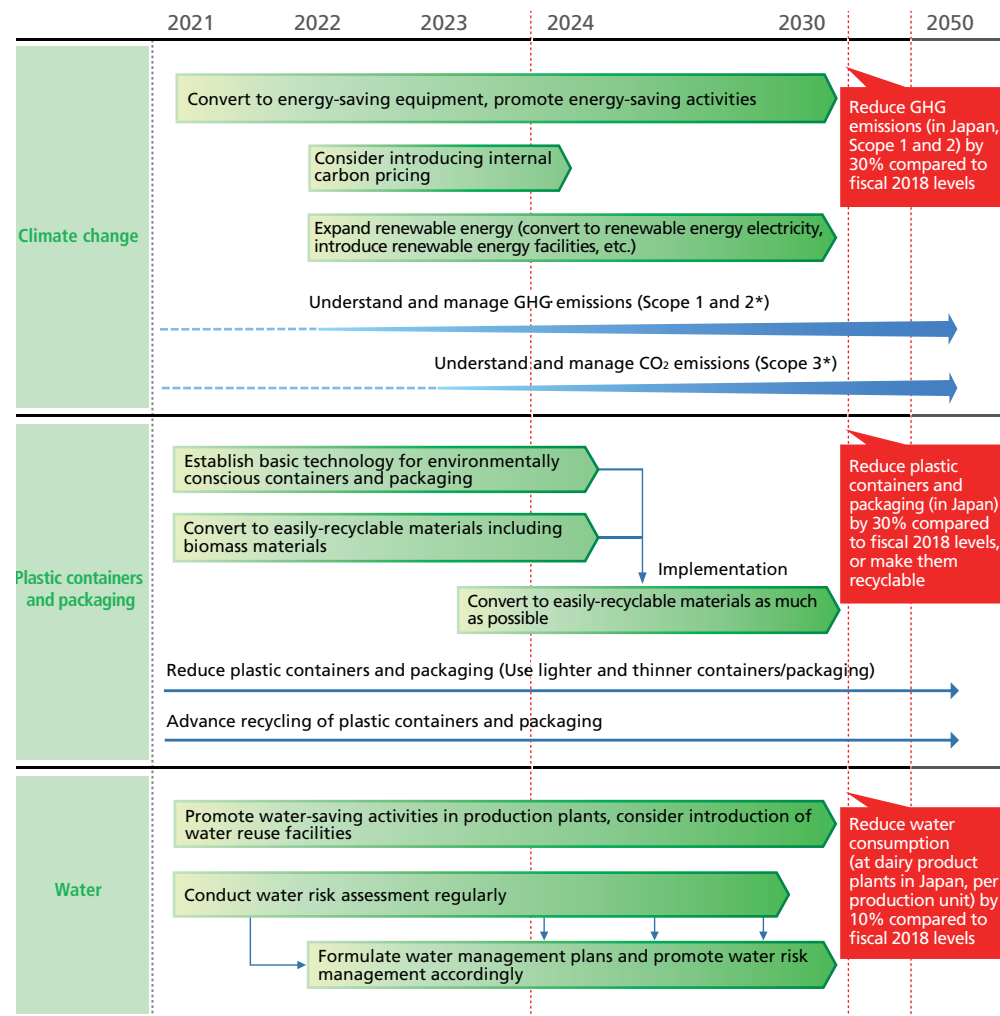 2021 2022 2023 2024 2030 2050
Climate change
Convert to energy-saving equipment, promote energy-saving activities
Consider introducing internal
carbon pricing
Expand renewable energy (convert to renewable energy electricity,
introduce renewable energy facilities, etc.)
Understand and manage GHG emissions (Scope 1 and 2*)
Understand and manage CO₂ emissions (Scope 3*)
Reduce GHG
emissions (in Japan,
Scope 1 and 2) by
30% compared to
fiscal 2018 levels
Plastic containers
and packaging
Establish basic technology for environmentally
conscious containers and packaging
Convert to easily-recyclable materials including
biomass materials
Implementation
Convert to easily-recyclable materials as much
as possible
Reduce plastic containers and packaging (Use lighter and thinner containers/packaging)
Advance recycling of plastic containers and packaging
Reduce plastic
containers and
packaging (in Japan)
by 30% compared
to fiscal 2018 levels,
or make them
recyclable
Water
Promote water-saving activities in production plants, consider introduction of
water reuse facilities
Conduct water risk assessment regularly
Formulate water management plans and promote water risk
management accordingly
Reduce water
consumption
(at dairy product
plants in Japan, per
production unit) by
10% compared to
fiscal 2018 levels